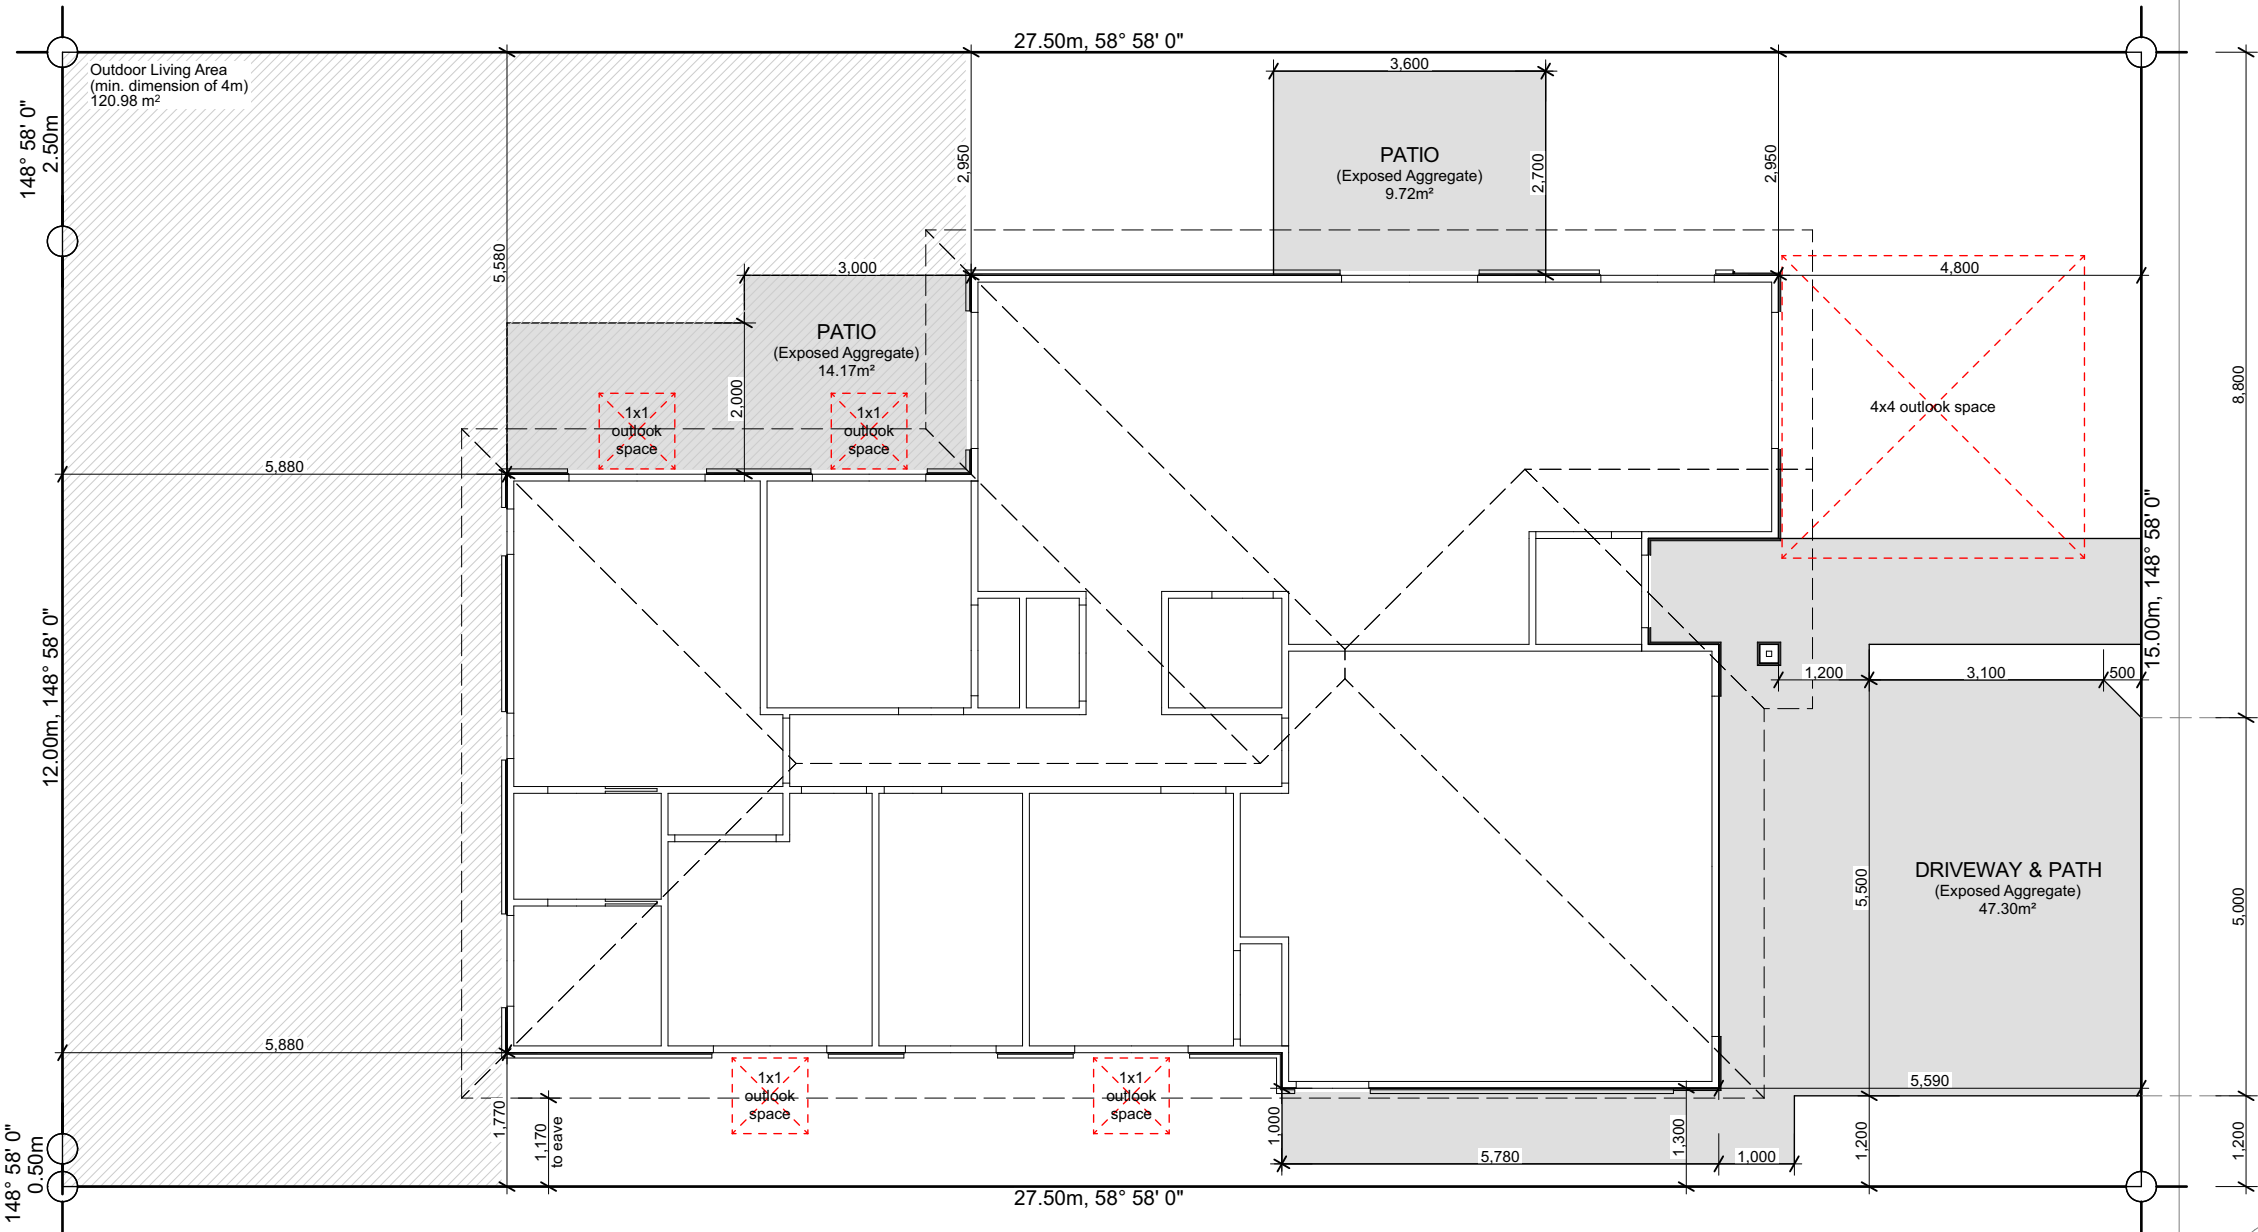 27.50m, 58° 58' 0"
Outdoor Living Area
(min. dimension of 4m)
120.98 m²
148° 58' 0"
2.50m
3,600
PATIO
(Exposed Aggregate)
9.72m²
2,950
2,700
2,950
5,580
3,000
4,800
PATIO
(Exposed Aggregate)
14.17m²
2,000
1x1
outlook
space
1x1
outlook
space
4x4 outlook space
8,800
5,880
15.00m, 148° 58' 0"
12.00m, 148° 58' 0"
1,200
3,100
500
DRIVEWAY & PATH
(Exposed Aggregate)
47.30m²
5,500
5,000
5,880
5,590
1x1
outlook
space
1x1
outlook
space
1,770
1,170
to eave
1,000
1,300
1,200
1,200
5,780
1,000
148° 58' 0"
0.50m
27.50m, 58° 58' 0"